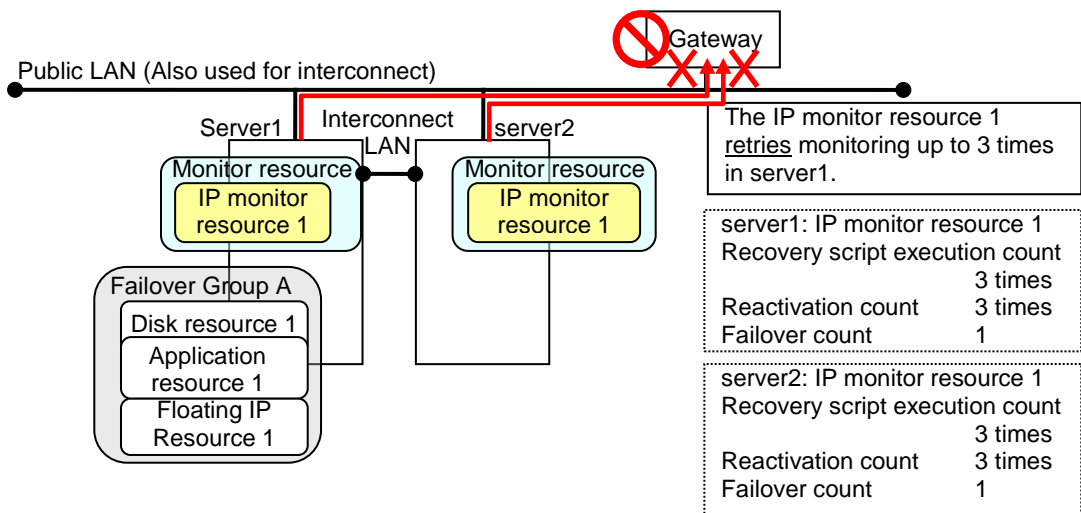 Gateway
Public LAN (Also used for interconnect)
Server1
Interconnect
LAN
server2
Monitor resource
IP monitor
resource 1
Monitor resource
IP monitor
resource 1
Failover Group A
Disk resource 1
Application
resource 1
Floating IP
Resource 1
The IP monitor resource 1
retries monitoring up to 3 times
in server1.
server1: IP monitor resource 1
Recovery script execution count
3 times
Reactivation count 3 times
Failover count 1
server2: IP monitor resource 1
Recovery script execution count
3 times
Reactivation count 3 times
Failover count 1